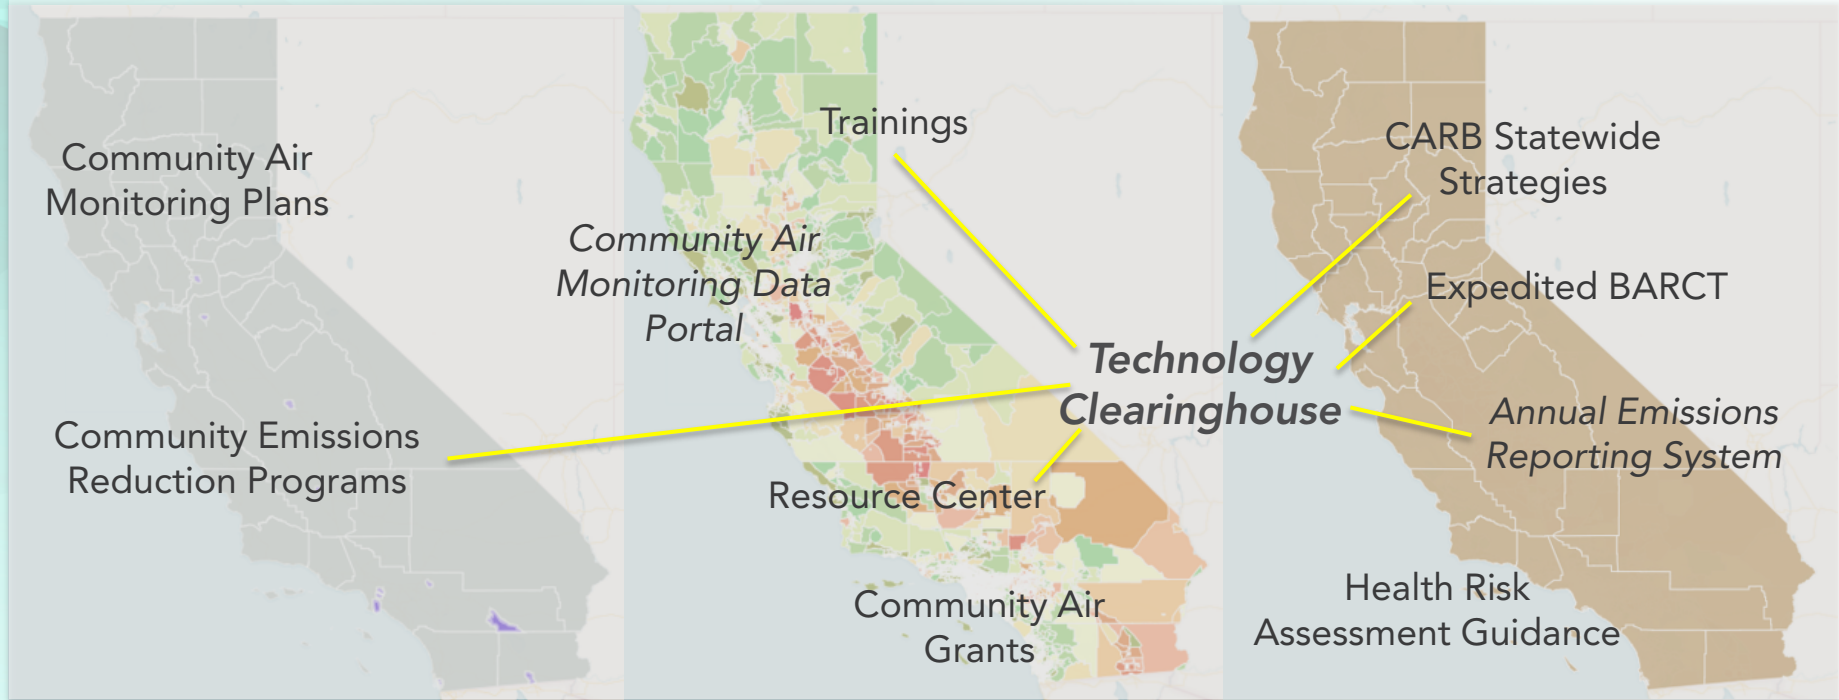 Community Air
Monitoring Plans
Community Emissions
Reduction Programs
Trainings
Community Air
Monitoring Data
Portal
Technology
Clearinghouse
Resource Center
Community Air
Grants
CARB Statewide
Strategies
Expedited BARCT
Annual Emissions
Reporting System
Health Risk
Assessment Guidance